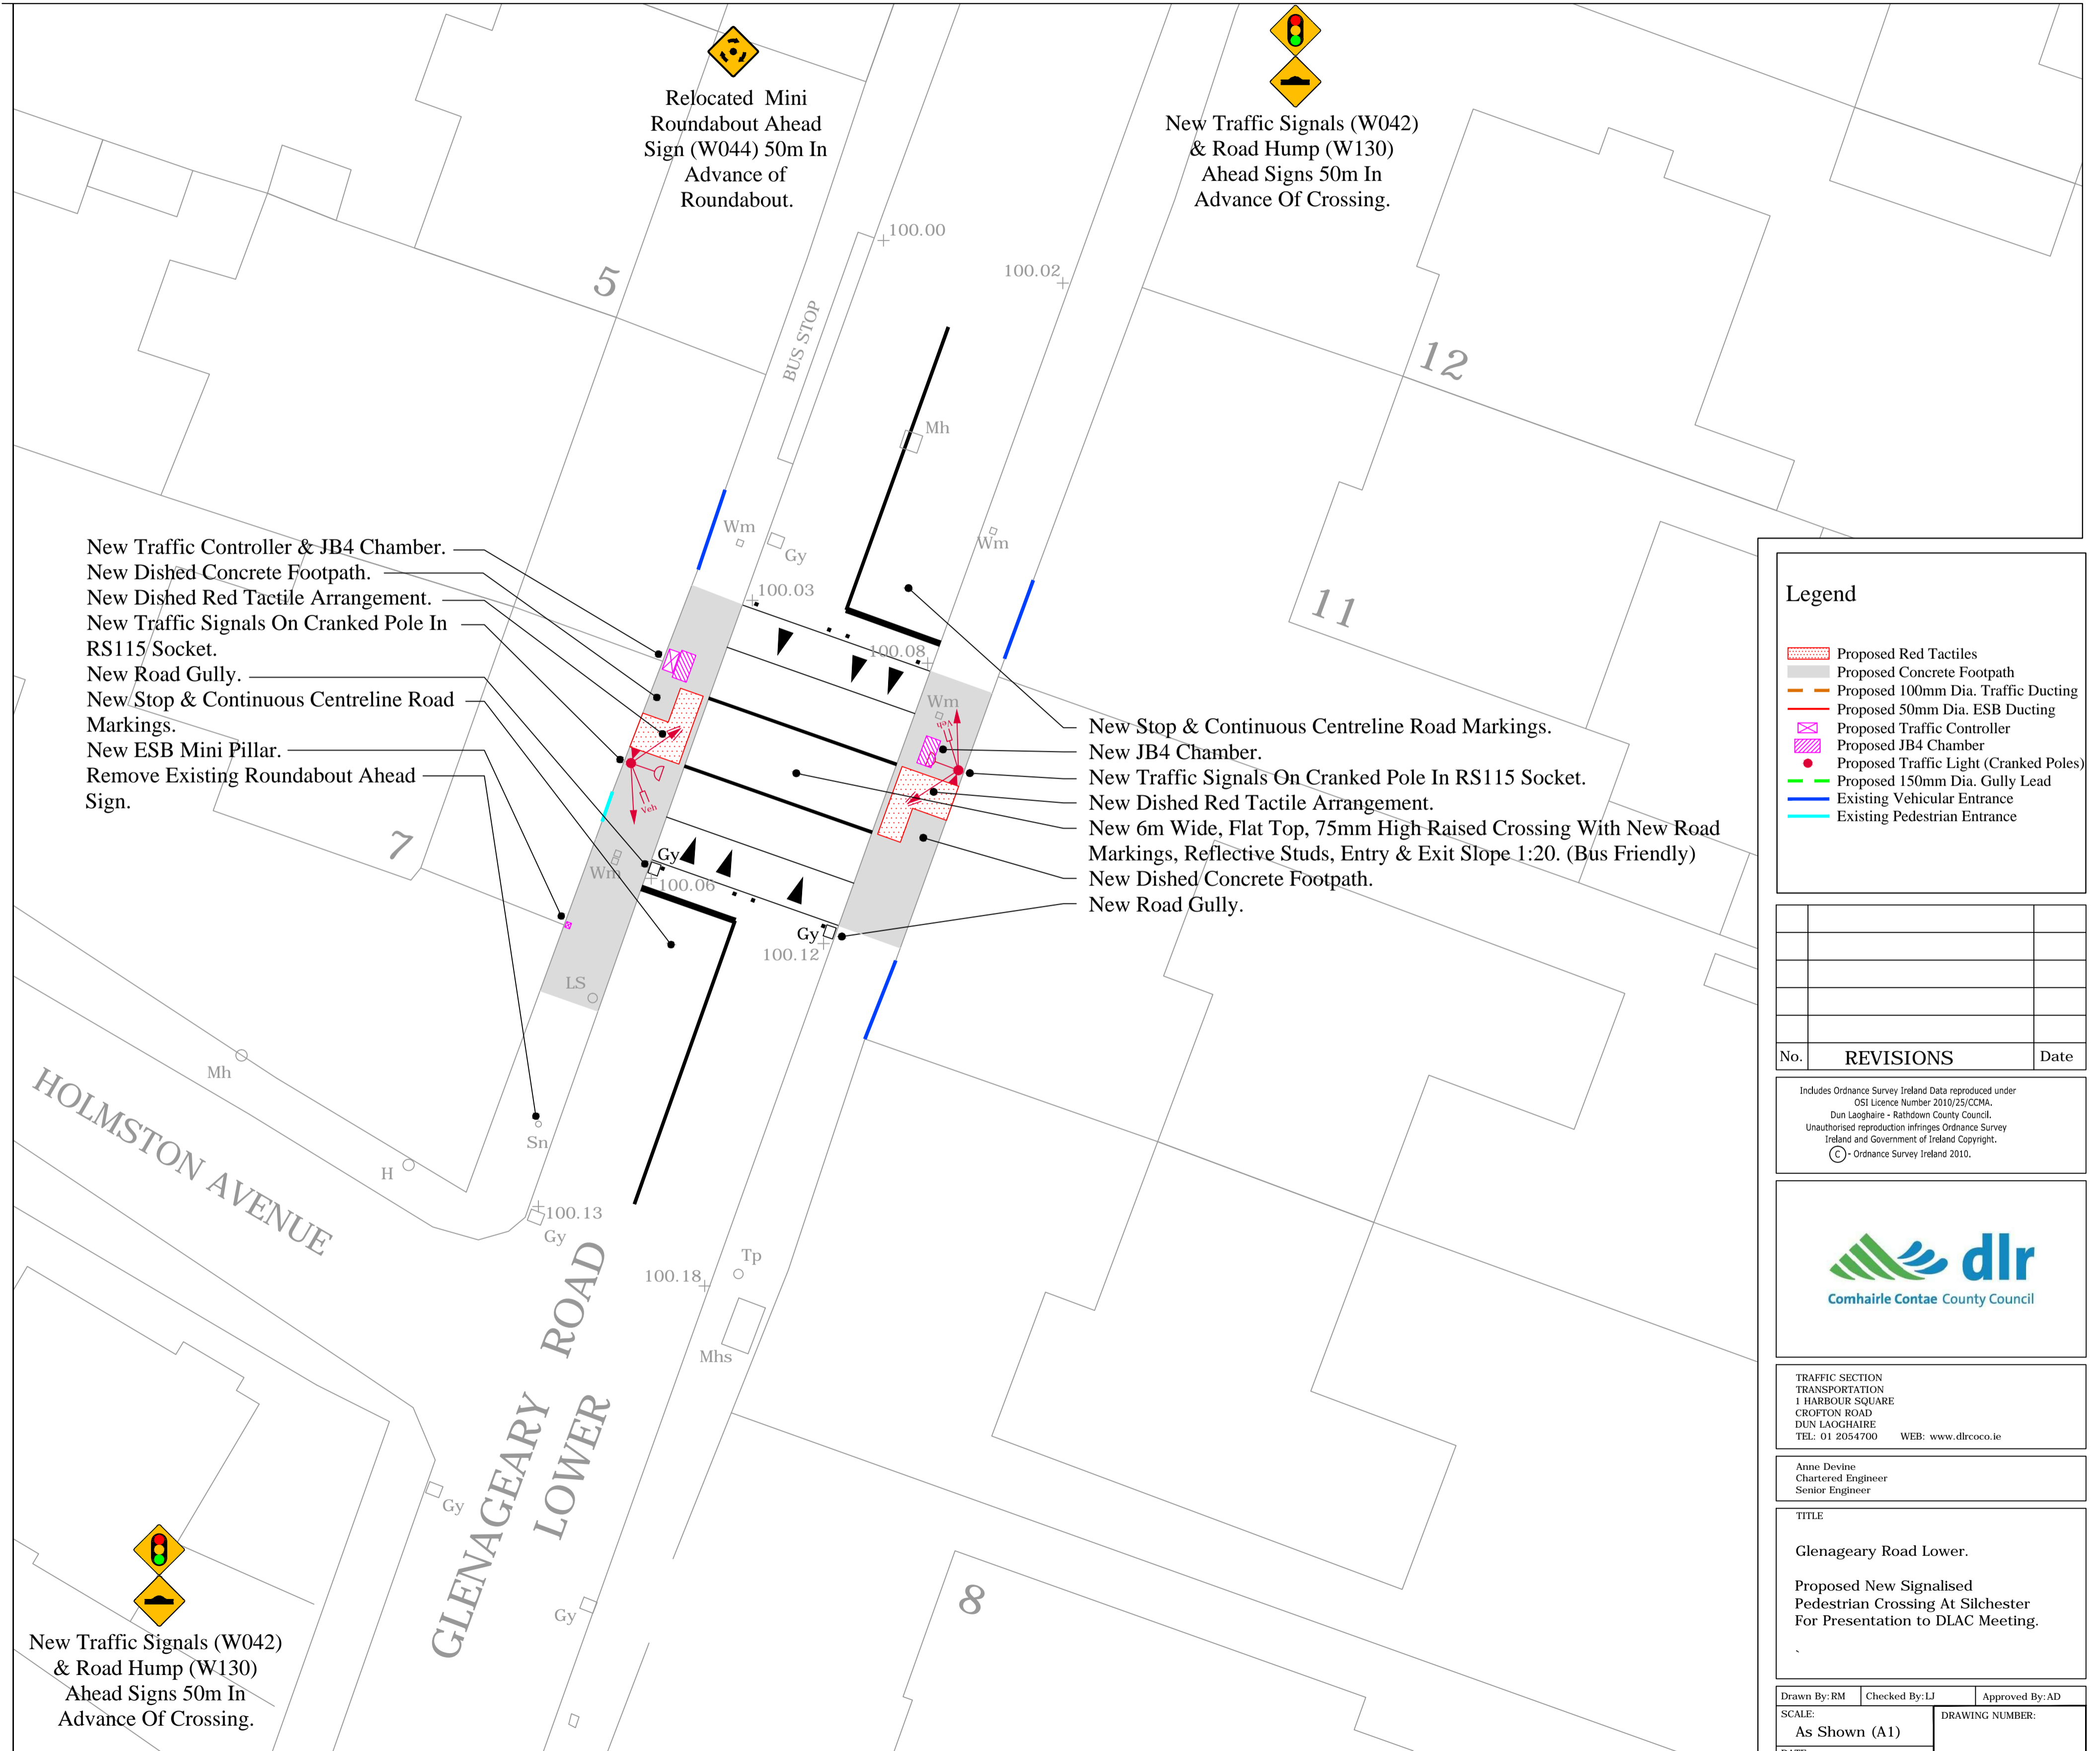 Relocated Mini
Roundabout Ahead
Sign (W044) 50m In
Advance of
Roundabout.
New Traffic Signals (W042)
& Road Hump (W130)
Ahead Signs 50m In
Advance Of Crossing.
100.00
100.02
5
BUS STOP
12
Mh
Wm
Gy
Wm
100.03
11
100.08
Wm
Veh
New Traffic Controller & JB4 Chamber.
New Dished Concrete Footpath.
New Dished Red Tactile Arrangement.
New Traffic Signals On Cranked Pole In
RS115 Socket.
New Road Gully.
New Stop & Continuous Centreline Road
Markings.
New ESB Mini Pillar.
Remove Existing Roundabout Ahead
Sign.
New Stop & Continuous Centreline Road Markings.
New JB4 Chamber.
New Traffic Signals On Cranked Pole In RS115 Socket.
New Dished Red Tactile Arrangement.
New 6m Wide, Flat Top, 75mm High Raised Crossing With New Road
Markings, Reflective Studs, Entry & Exit Slope 1:20. (Bus Friendly)
New Dished Concrete Footpath.
New Road Gully.
Veh
7
Gy
Wm
100.06
Gy
100.12
LS
Mh
HOLMSTON AVENUE
H
Sn
100.13
Gy
100.18
Tp
Mhs
GLENAGEARY ROAD
LOWER
Gy
Gy
8
New Traffic Signals (W042)
& Road Hump (W130)
Ahead Signs 50m In
Advance Of Crossing.
Legend
Proposed Red Tactiles
Proposed Concrete Footpath
Proposed 100mm Dia. Traffic Ducting
Proposed 50mm Dia. ESB Ducting
Proposed Traffic Controller
Proposed JB4 Chamber
Proposed Traffic Light (Cranked Poles)
Proposed 150mm Dia. Gully Lead
Existing Vehicular Entrance
Existing Pedestrian Entrance
No. REVISIONS Date
Includes Ordnance Survey Ireland Data reproduced under
OSI Licence Number 2010/25/CCMA.
Dun Laoghaire - Rathdown County Council.
Unauthorised reproduction infringes Ordnance Survey
Ireland and Government of Ireland Copyright.
C - Ordnance Survey Ireland 2010.
dlr
Comhairle Contae County Council
TRAFFIC SECTION
TRANSPORTATION
1 HARBOUR SQUARE
CROFTON ROAD
DUN LAOGHAIRE
TEL: 01 2054700 WEB: www.dlrcoco.ie
Anne Devine
Chartered Engineer
Senior Engineer
TITLE
Glenageary Road Lower.
Proposed New Signalised
Pedestrian Crossing At Silchester
For Presentation to DLAC Meeting.
`
Drawn By: RM Checked By: LJ Approved By: AD
SCALE:
As Shown (A1)
DRAWING NUMBER: